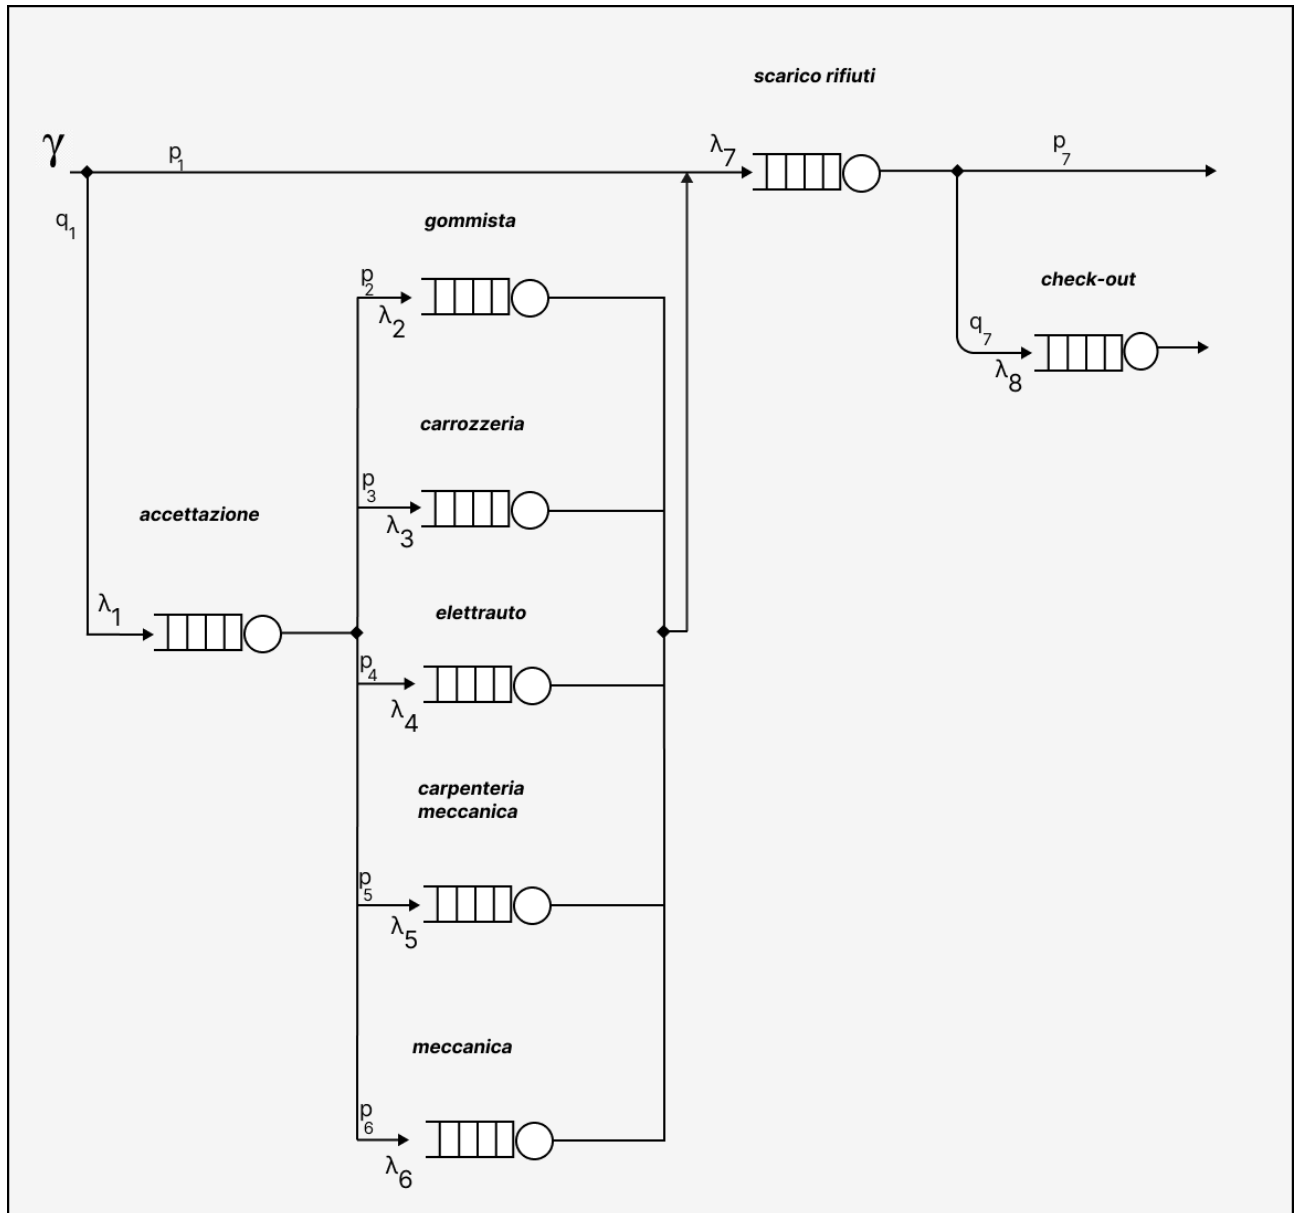 scarico rifiuti
γ
p1
λ7
p7
q1
gommista
p2
λ2
check-out
q7
λ8
carrozzeria
p3
λ3
accettazione
λ1
elettrauto
p4
λ4
carpenteria
meccanica
p5
λ5
meccanica
p6
λ6